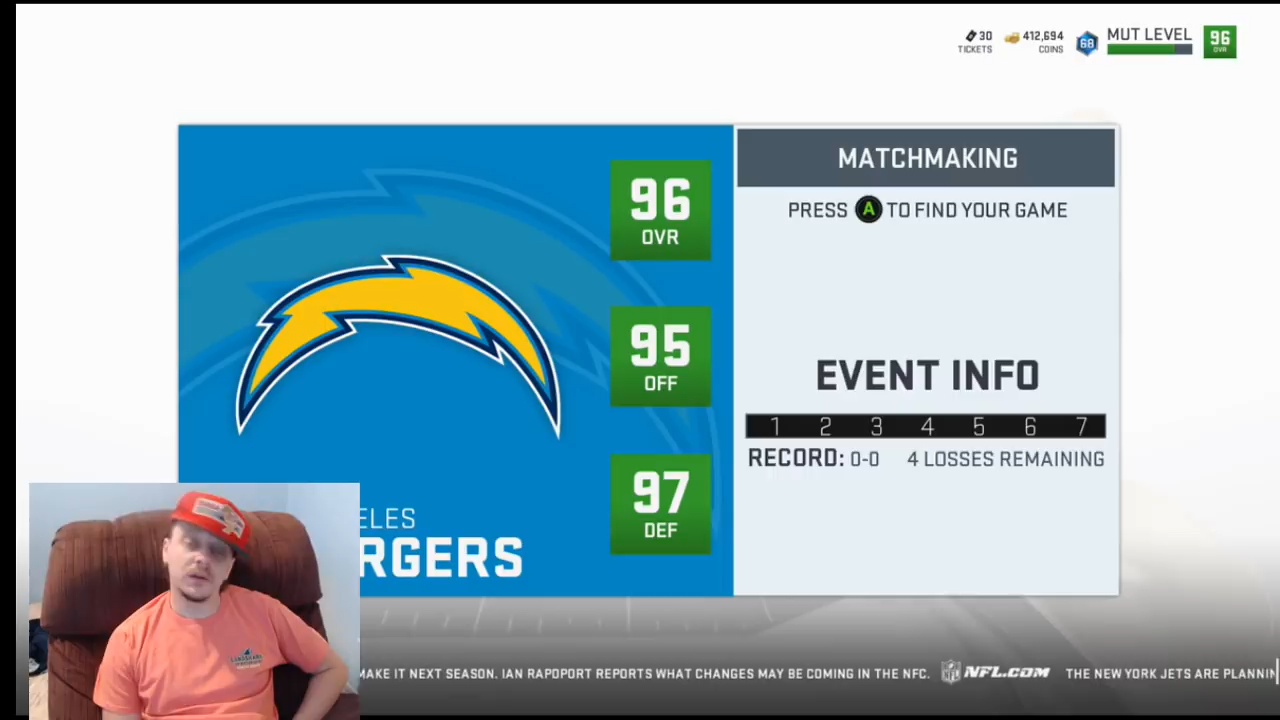 30
TICKETS
412,694
COINS
68
MUT LEVEL
96
OVR
96
OVR
95
OFF
97
DEF
ELES
RGERS
MATCHMAKING
PRESS A TO FIND YOUR GAME
EVENT INFO
1 2 3 4 5 6 7
RECORD: 0-0 4 LOSSES REMAINING
MAKE IT NEXT SEASON. IAN RAPOPORT REPORTS WHAT CHANGES MAY BE COMING IN THE NFC. NFL.COM THE NEW YORK JETS ARE PLANNIN